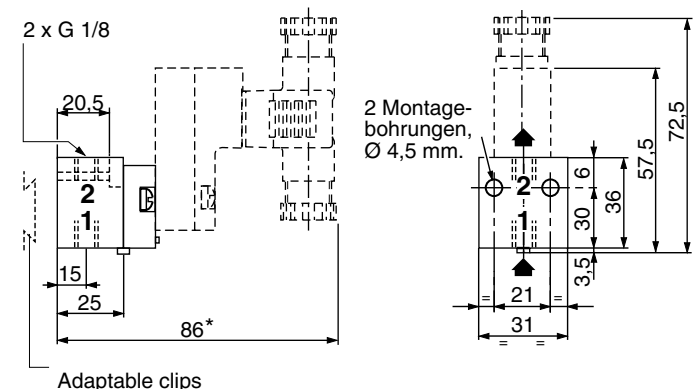 2 x G 1/8
20,5
2
1
15
25
86*
Adaptable clips
2 Montage-
bohrungen,
Ø 4,5 mm.
2
1
6
30
36
57,5
72,5
3,5
= 21 =
31
= =